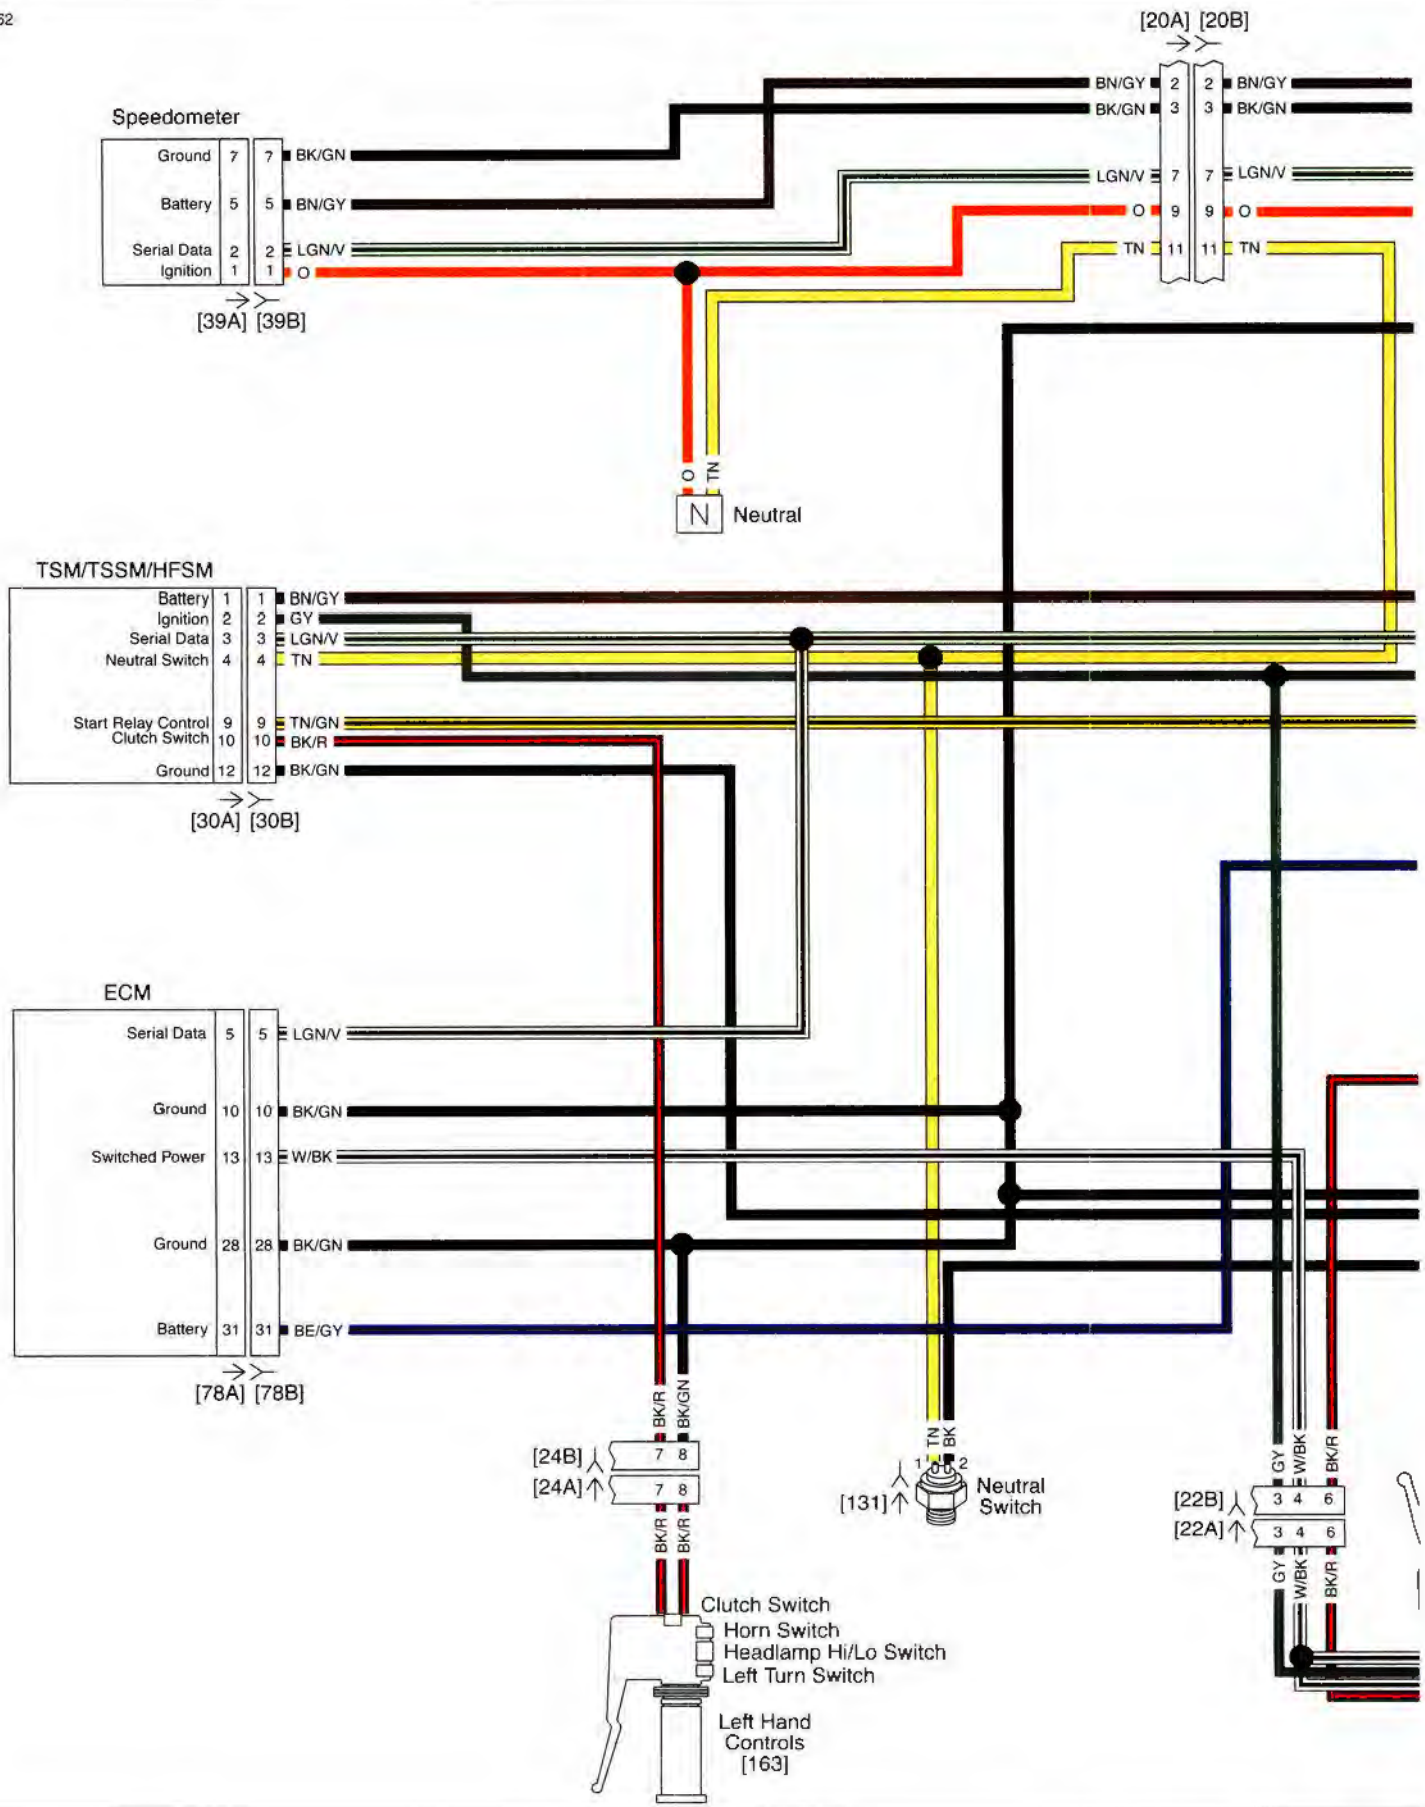 [20A] [20B]
BN/GY 2 2 BN/GY
BK/GN 3 3 BK/GN
LGN/V 7 7 LGN/V
O 9 9 O
TN 11 11 TN
Speedometer
Ground 7 7 BK/GN
Battery 5 5 BN/GY
Serial Data 2 2 LGN/V
Ignition 1 1 O
[39A] [39B]
O TN
N Neutral
TSM/TSSM/HFSM
Battery 1 1 BN/GY
Ignition 2 2 GY
Serial Data 3 3 LGN/V
Neutral Switch 4 4 TN
Start Relay Control 9 9 TN/GN
Clutch Switch 10 10 BK/R
Ground 12 12 BK/GN
[30A] [30B]
ECM
Serial Data 5 5 LGN/V
Ground 10 10 BK/GN
Switched Power 13 13 W/BK
Ground 28 28 BK/GN
Battery 31 31 BE/GY
[78A] [78B]
BK/R BK/GN
[24B] 7 8
[24A] 7 8
BK/R BK/R
TN BK
1 2
[131]
Neutral
Switch
GY W/BK BK/R
[22B] 3 4 6
[22A] 3 4 6
GY W/BK BK/R
Clutch Switch
Horn Switch
Headlamp Hi/Lo Switch
Left Turn Switch
Left Hand
Controls
[163]